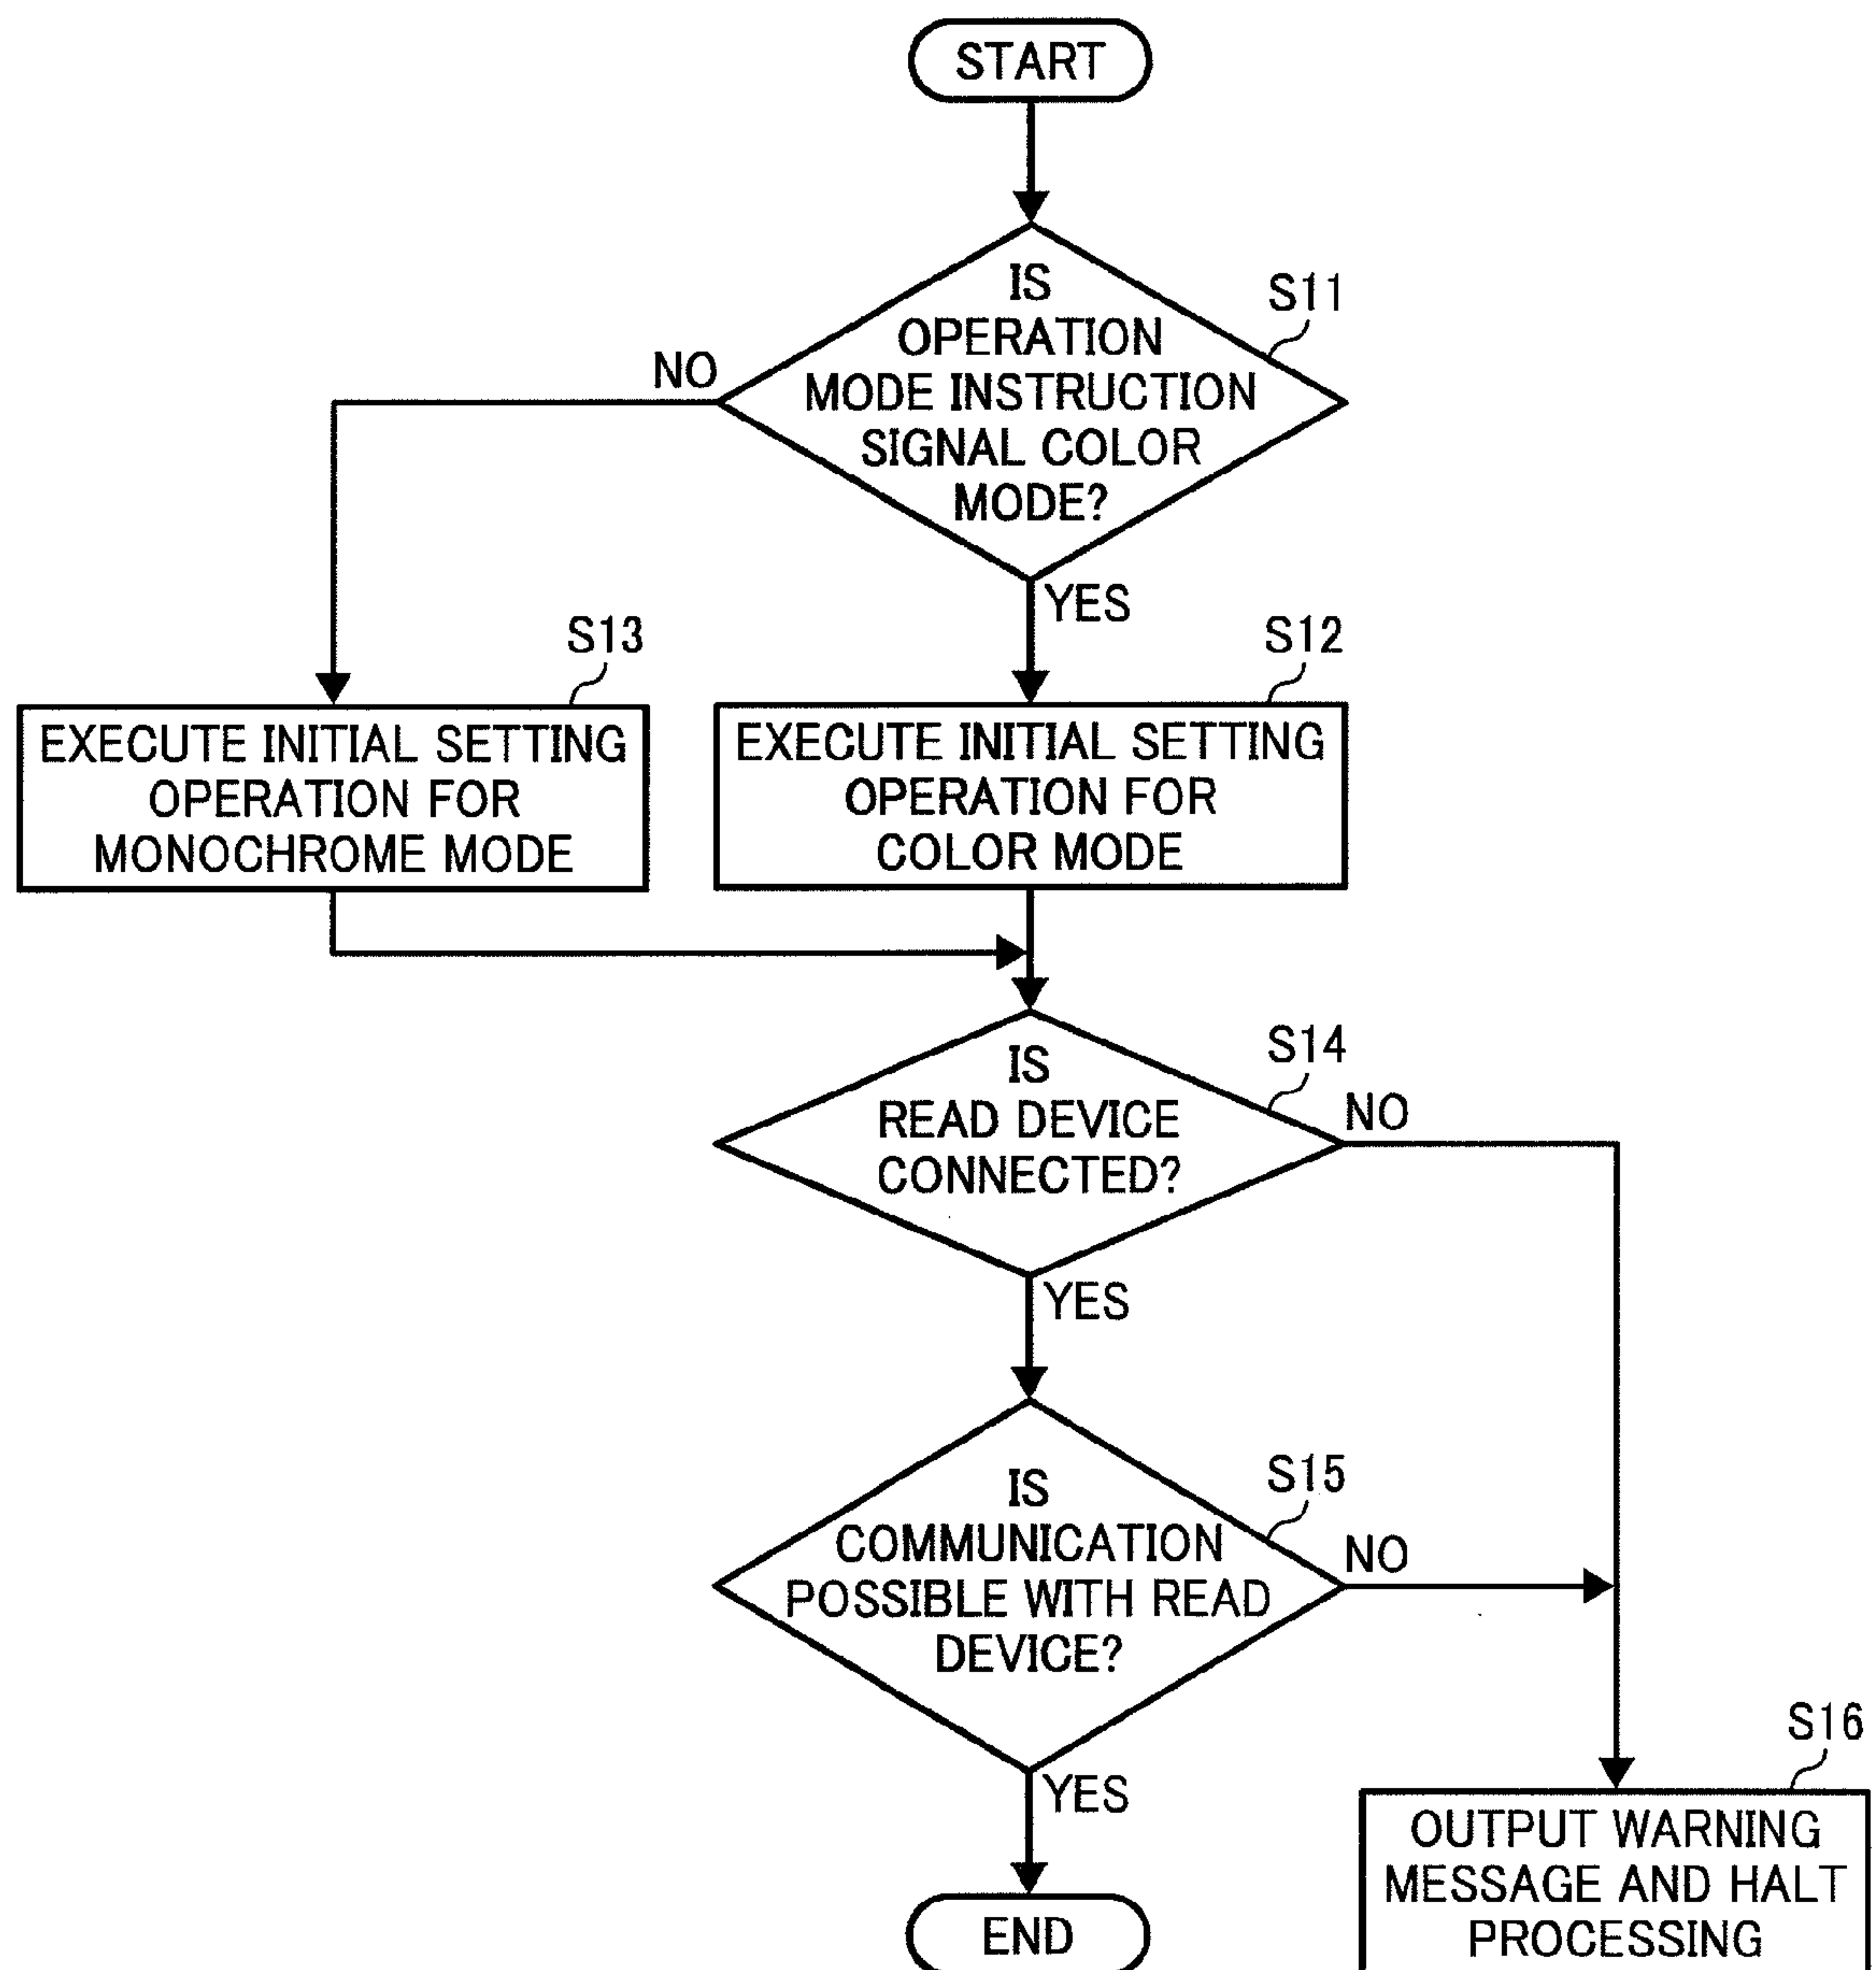 START
IS
OPERATION
MODE INSTRUCTION
SIGNAL COLOR
MODE?
S11
NO
YES
S13
EXECUTE INITIAL SETTING
OPERATION FOR
MONOCHROME MODE
S12
EXECUTE INITIAL SETTING
OPERATION FOR
COLOR MODE
IS
READ DEVICE
CONNECTED?
S14
NO
YES
IS
COMMUNICATION
POSSIBLE WITH READ
DEVICE?
S15
NO
YES
S16
OUTPUT WARNING
MESSAGE AND HALT
PROCESSING
END